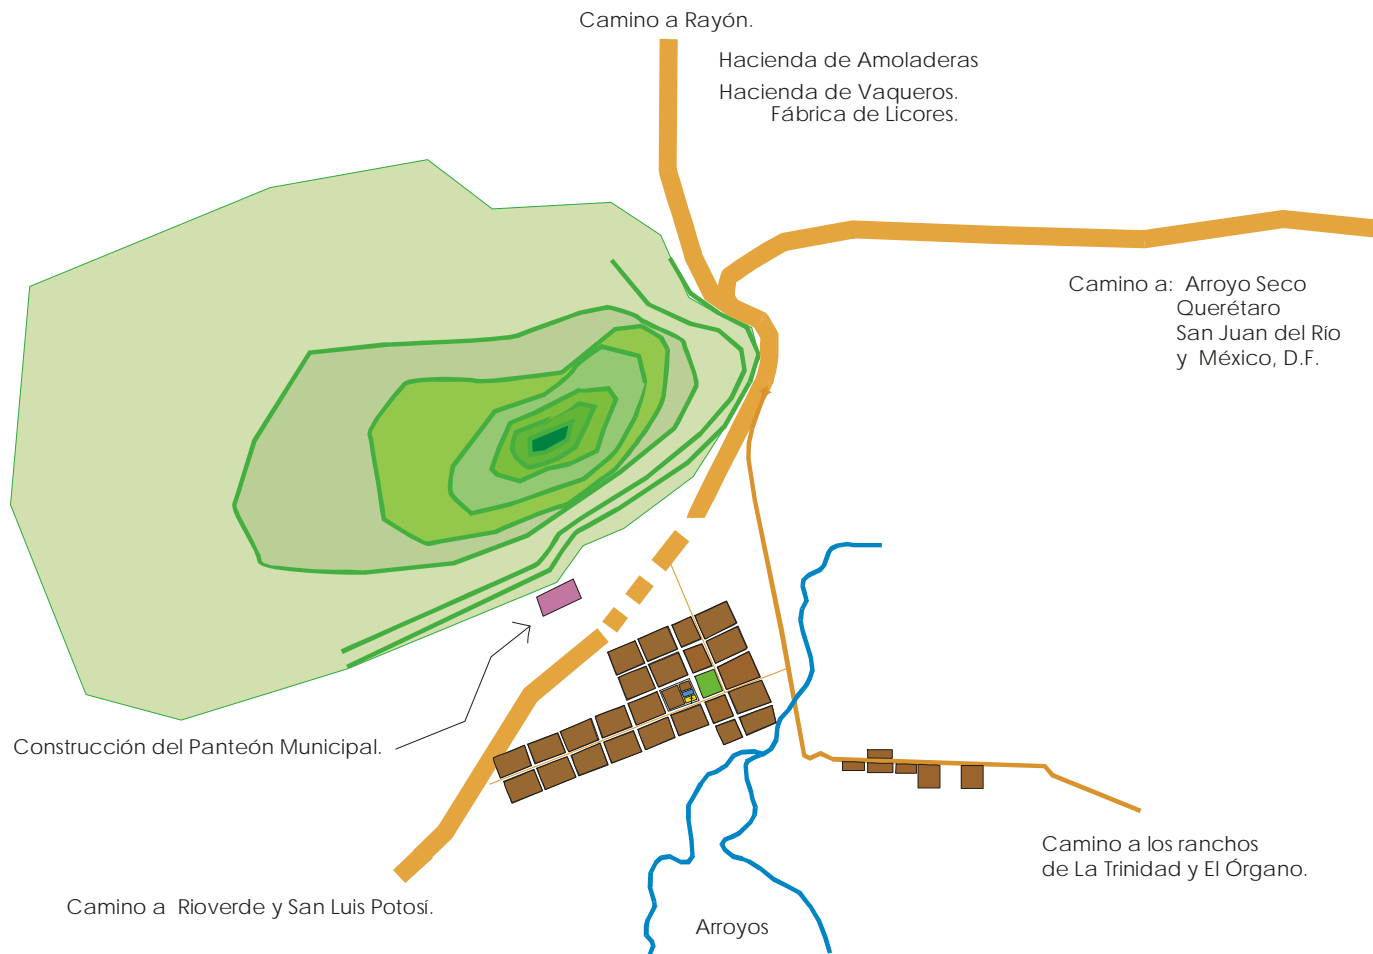 Camino a Rayón.
Hacienda de Amoladeras
Hacienda de Vaqueros.
Fábrica de Licores.
Camino a: Arroyo Seco
Querétaro
San Juan del Río
y México, D.F.
Construcción del Panteón Municipal.
Camino a los ranchos
de La Trinidad y El Órgano.
Camino a Rioverde y San Luis Potosí.
Arroyos